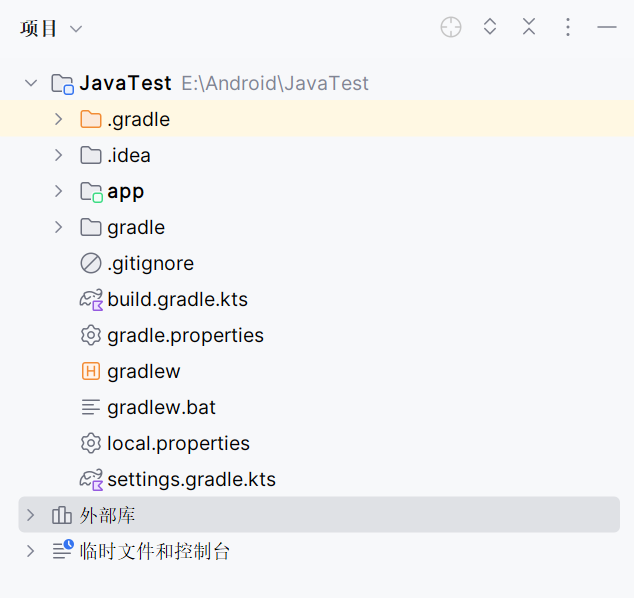 项目
JavaTest E:\Android\JavaTest
.gradle
.idea
app
gradle
.gitignore
build.gradle.kts
gradle.properties
gradlew
gradlew.bat
local.properties
settings.gradle.kts
外部库
临时文件和控制台